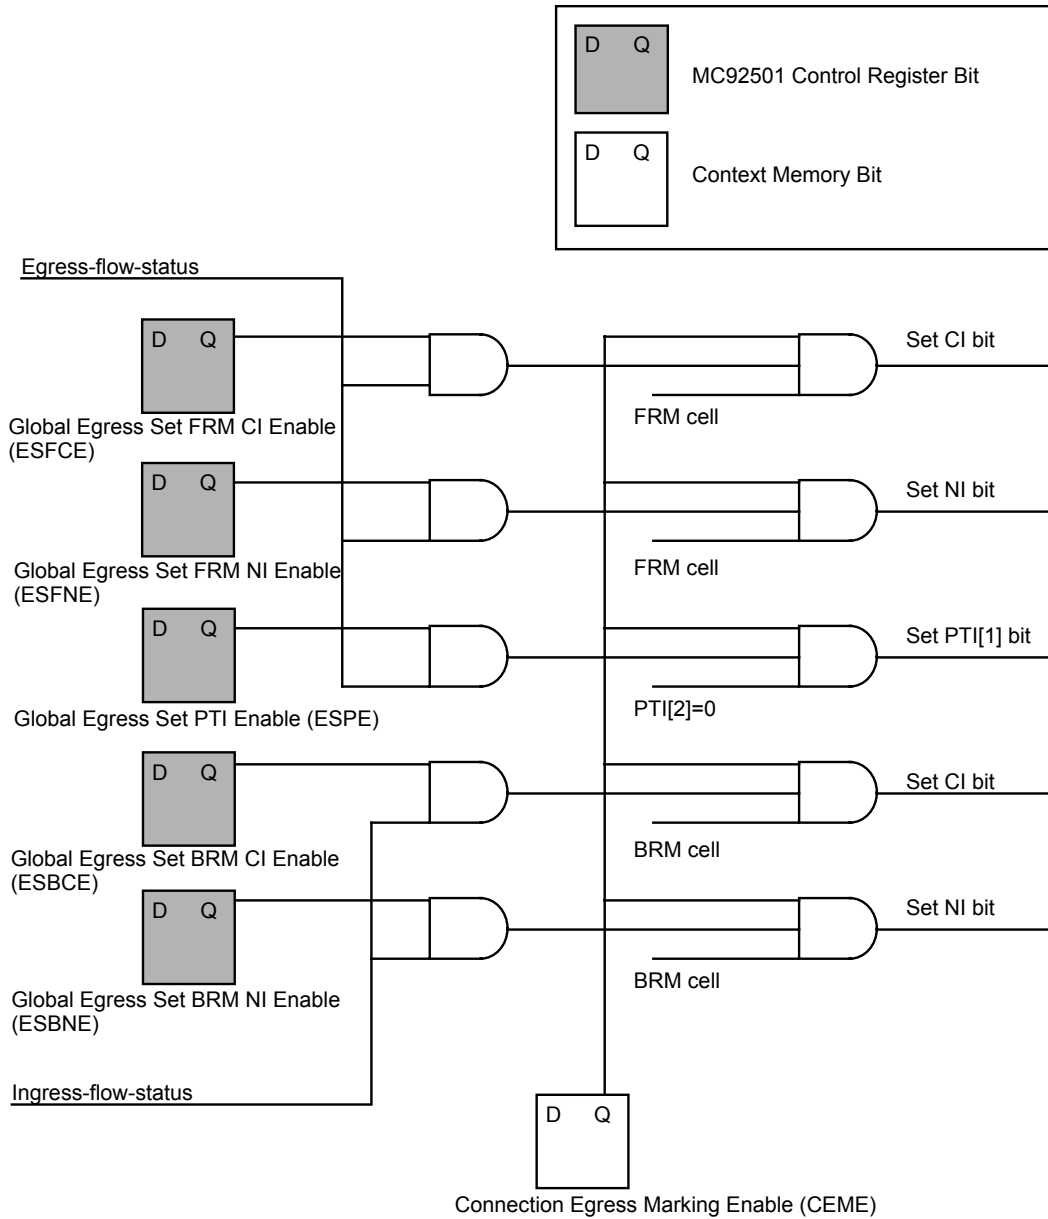 D Q
MC92501 Control Register Bit
D Q
Context Memory Bit
Egress-flow-status
D Q
Set CI bit
FRM cell
Global Egress Set FRM CI Enable
(ESFCE)
D Q
Set NI bit
FRM cell
Global Egress Set FRM NI Enable
(ESFNE)
D Q
Set PTI[1] bit
PTI[2]=0
Global Egress Set PTI Enable (ESPE)
D Q
Set CI bit
BRM cell
Global Egress Set BRM CI Enable
(ESBCE)
D Q
Set NI bit
BRM cell
Global Egress Set BRM NI Enable
(ESBNE)
Ingress-flow-status
D Q
Connection Egress Marking Enable (CEME)